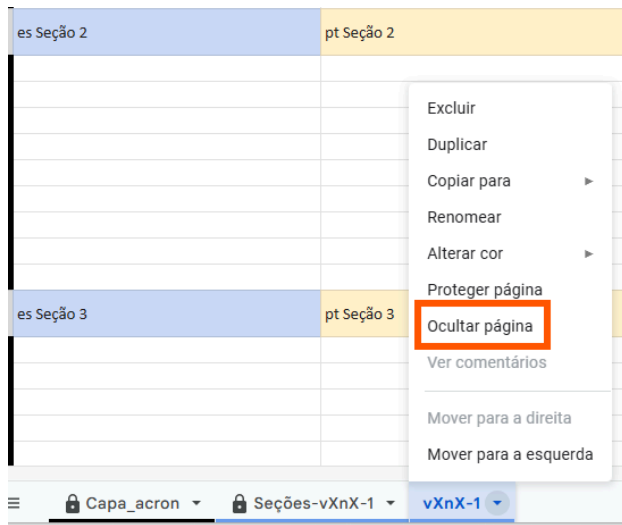 es Seção 2 pt Seção 2
Excluir
Duplicar
Copiar para
Renomear
Alterar cor
Proteger página
es Seção 3 pt Seção 3
Ocultar página
Ver comentários
Mover para a direita
Mover para a esquerda
Capa_acron Seções-vXnX-1 vXnX-1